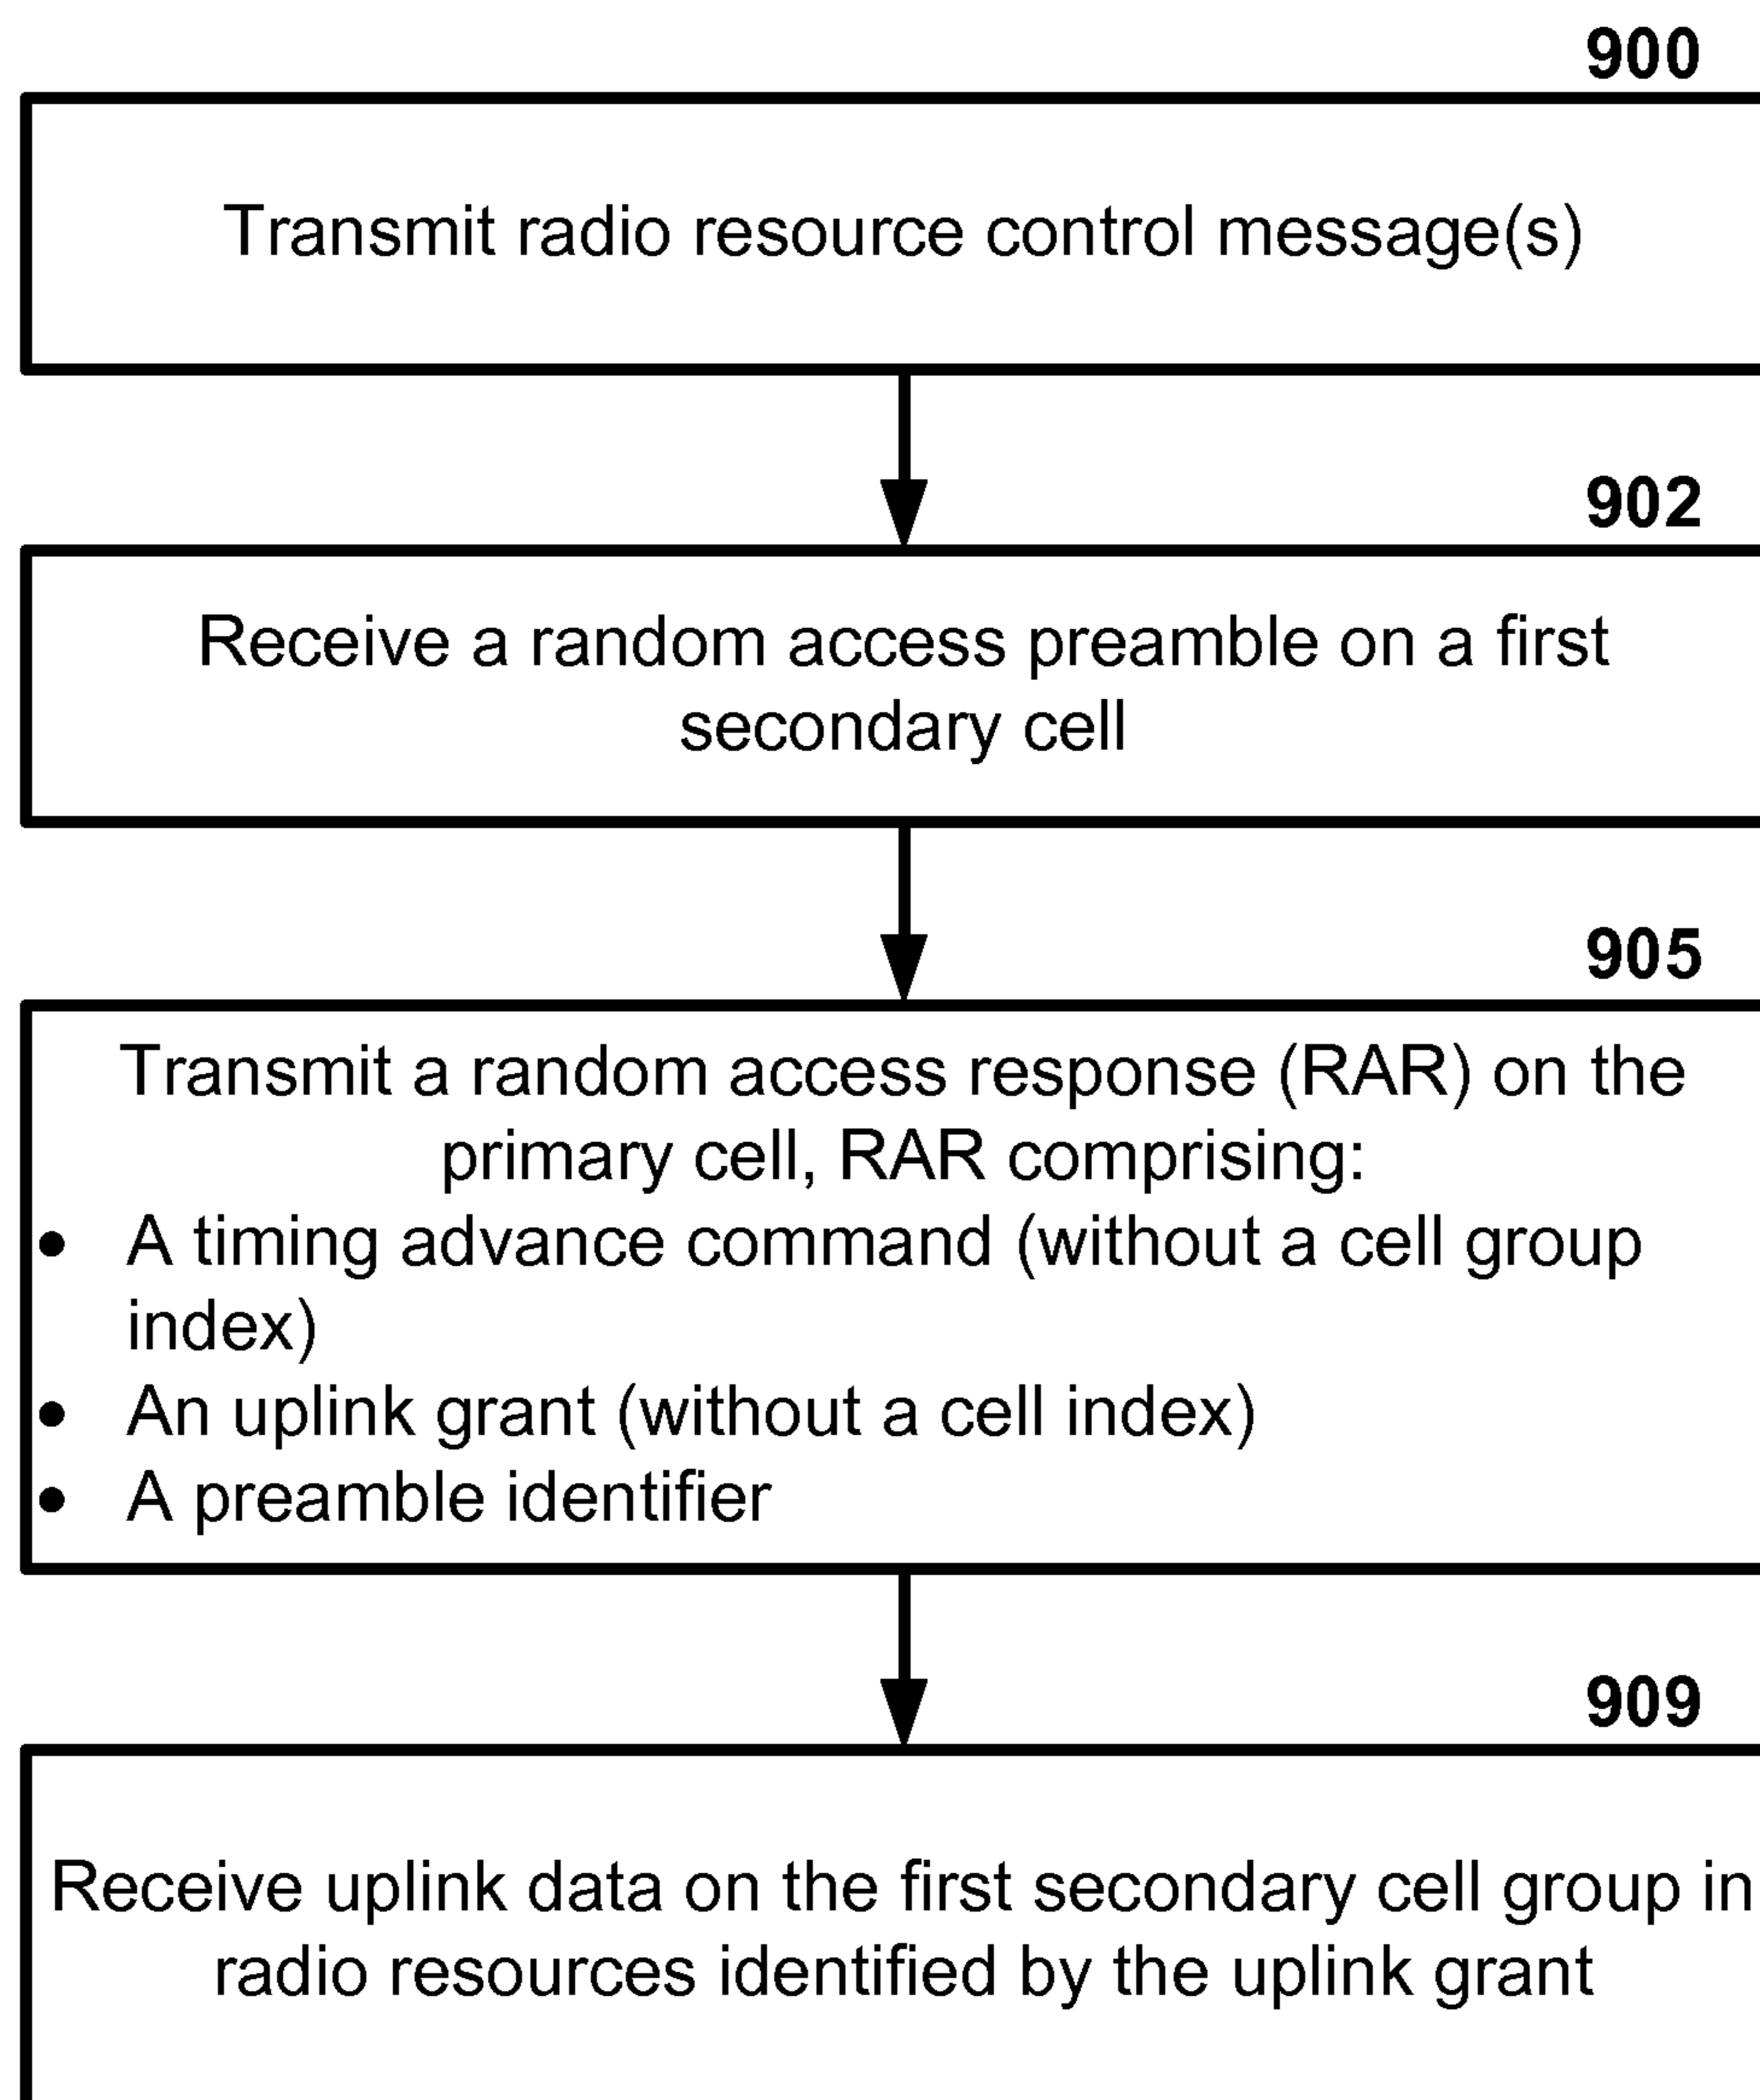 900
Transmit radio resource control message(s)
902
Receive a random access preamble on a first
secondary cell
905
Transmit a random access response (RAR) on the
primary cell, RAR comprising:
• A timing advance command (without a cell group
index)
• An uplink grant (without a cell index)
• A preamble identifier
909
Receive uplink data on the first secondary cell group in
radio resources identified by the uplink grant